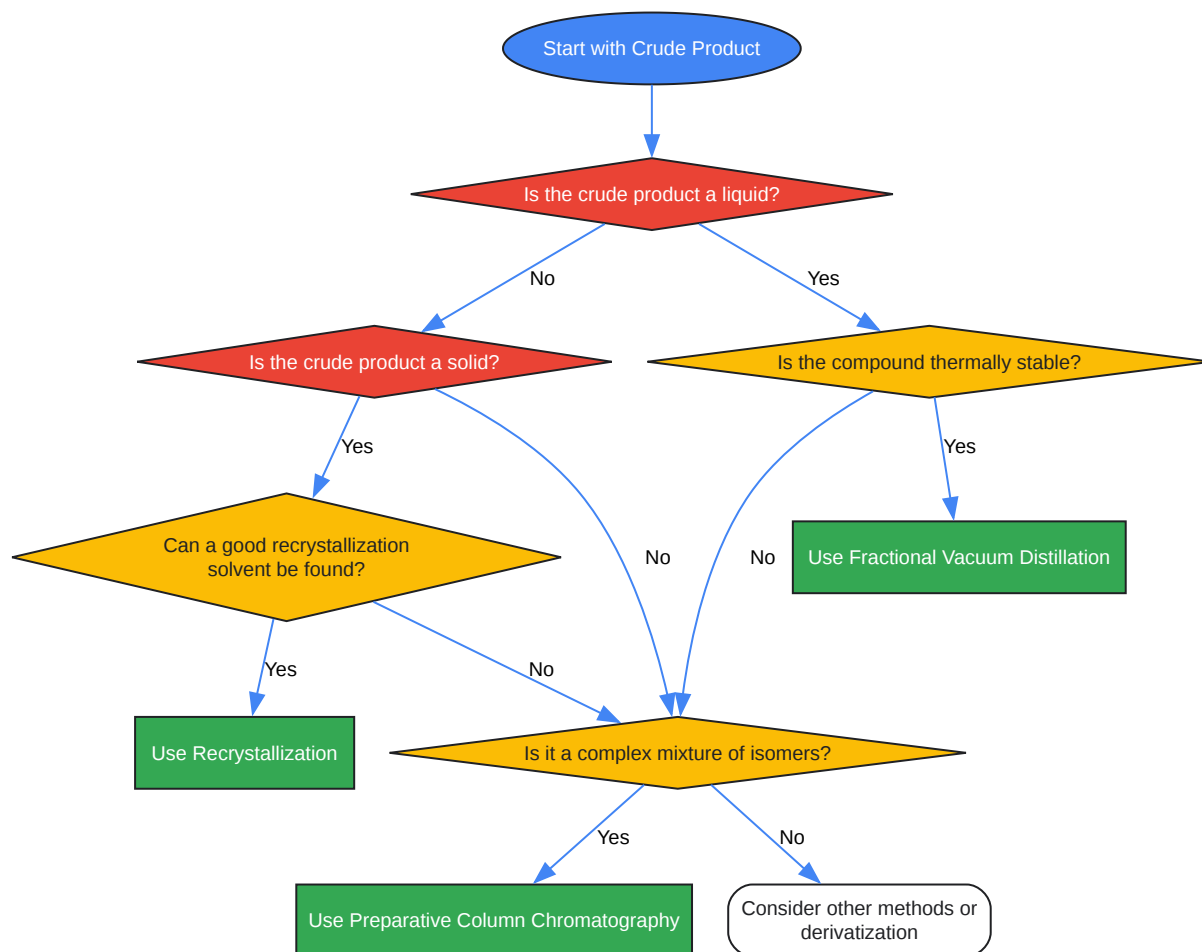 Start with Crude Product
Is the crude product a liquid?
No
Yes
Is the crude product a solid?
Is the compound thermally stable?
Yes
Yes
Can a good recrystallization
solvent be found?
No
No
Use Fractional Vacuum Distillation
Yes
No
Use Recrystallization
Is it a complex mixture of isomers?
Yes
No
Use Preparative Column Chromatography
Consider other methods or
derivatization